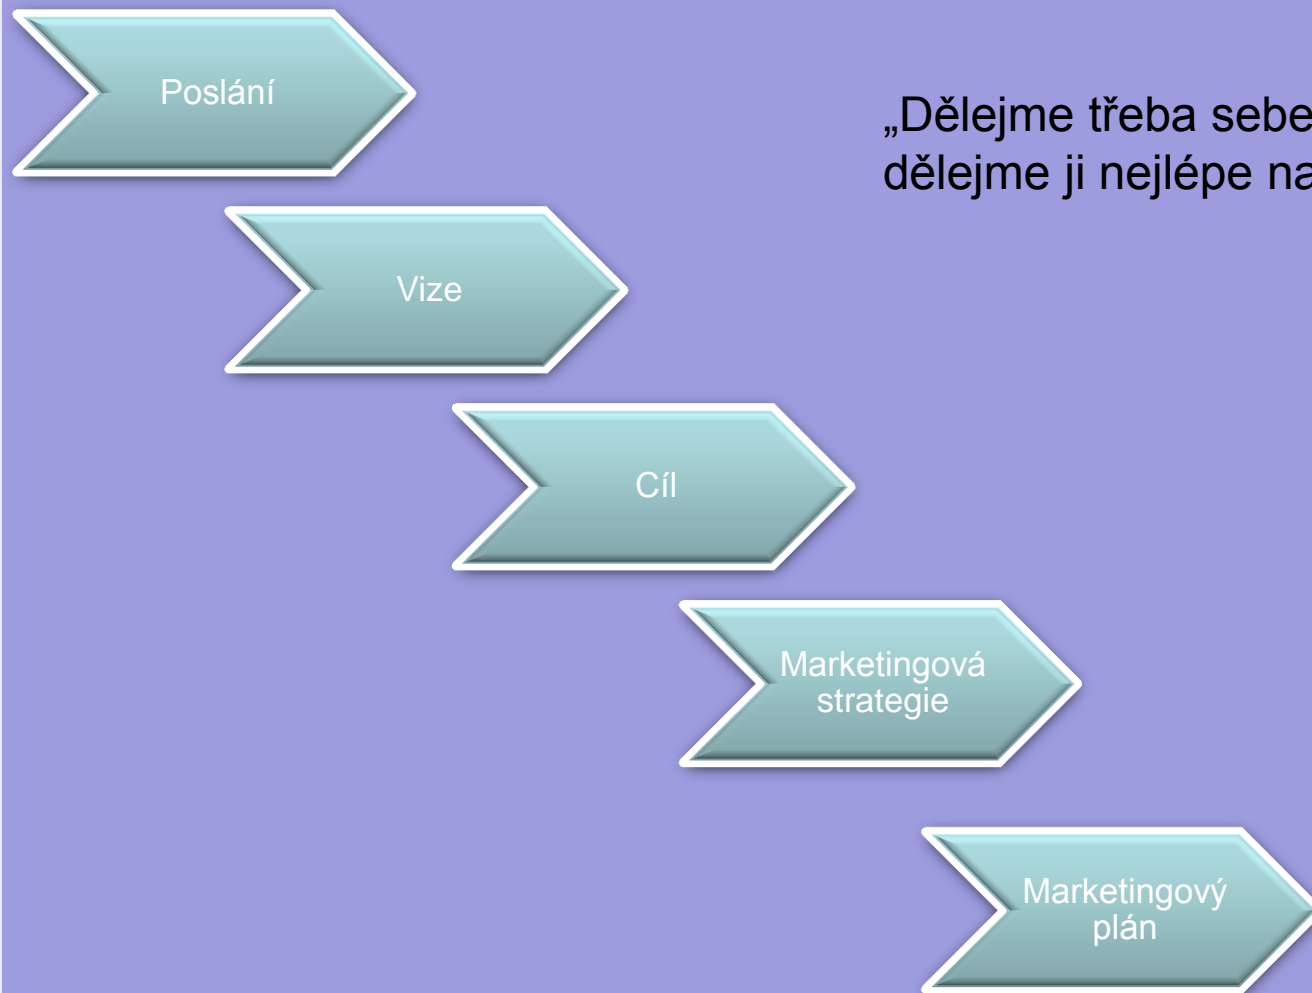 Poslání
„Dělejme třeba sebe
dělejme ji nejlépe na
Vize
Cíl
Marketingová
strategie
Marketingový
plán